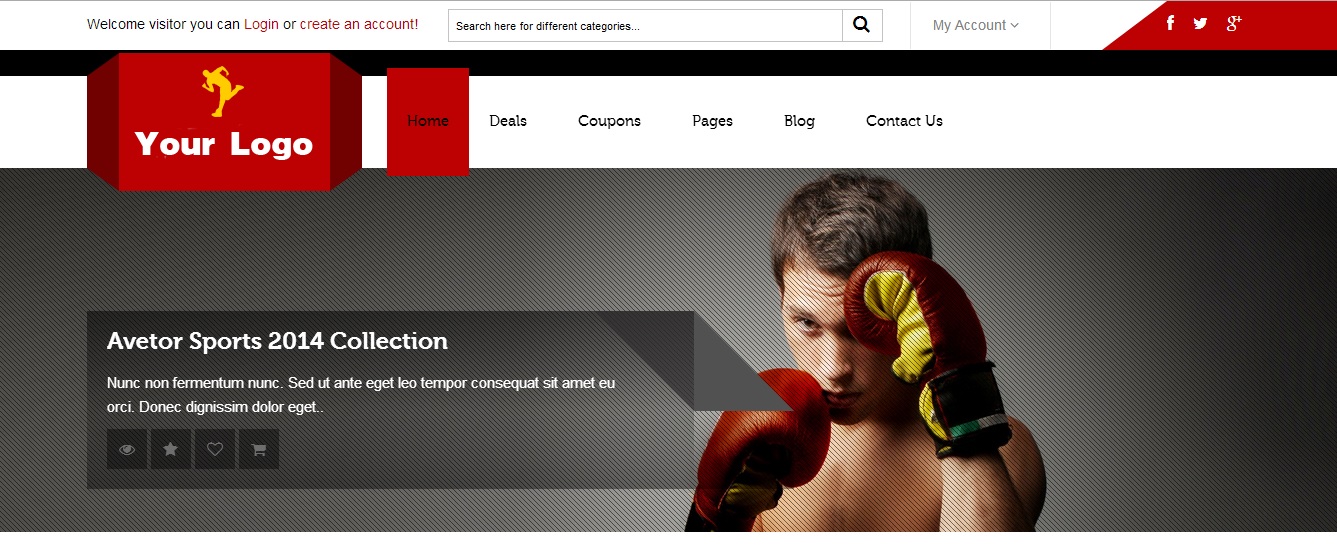 Welcome visitor you can Login or create an account!
Search here for different categories...
My Account
Your Logo
Home
Deals
Coupons
Pages
Blog
Contact Us
Avetor Sports 2014 Collection
Nunc non fermentum nunc. Sed ut ante eget leo tempor consequat sit amet eu
orci. Donec dignissim dolor eget..